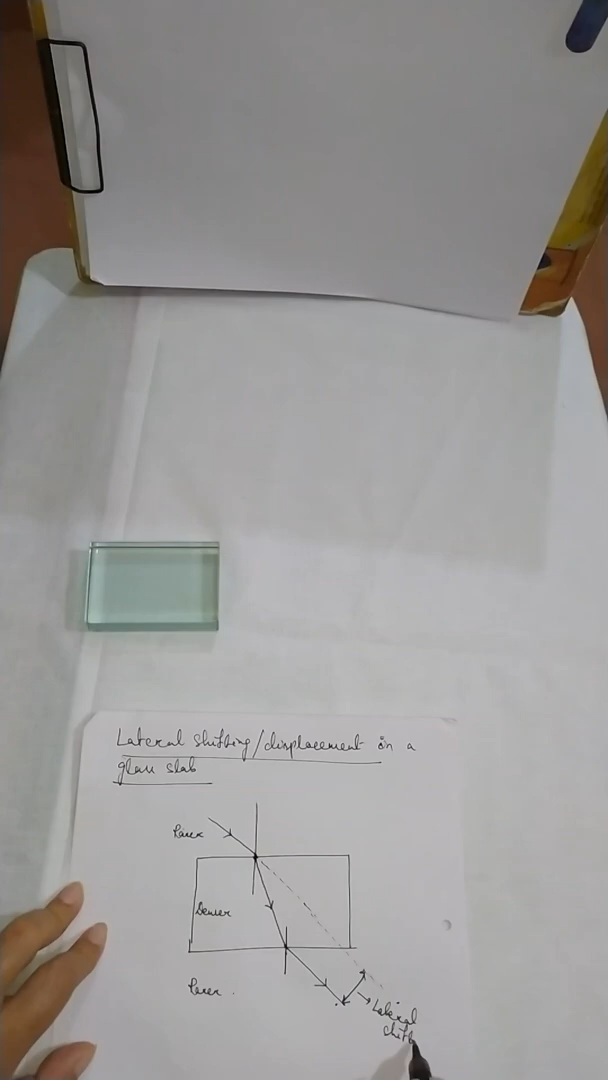 Lateral Shifting/displacement in a
glass slab
Rarer
Denser
Rarer.
→ Lateral
shift